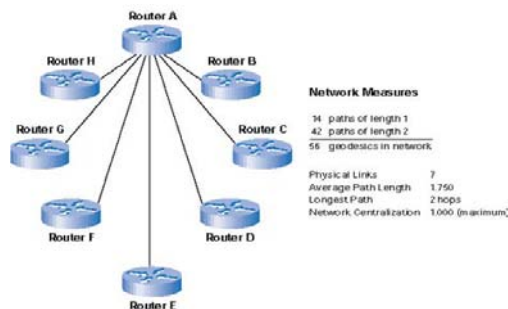 Router A
Router H
Router B
Router G
Router C
Router F
Router D
Router E
Network Measures
14 paths of length 1
42 paths of length 2
56 geodesics in network
Physical Links 7
Average Path Length 1.750
Longest Path 2 hops
Network Centralization 1.000 (maximum)